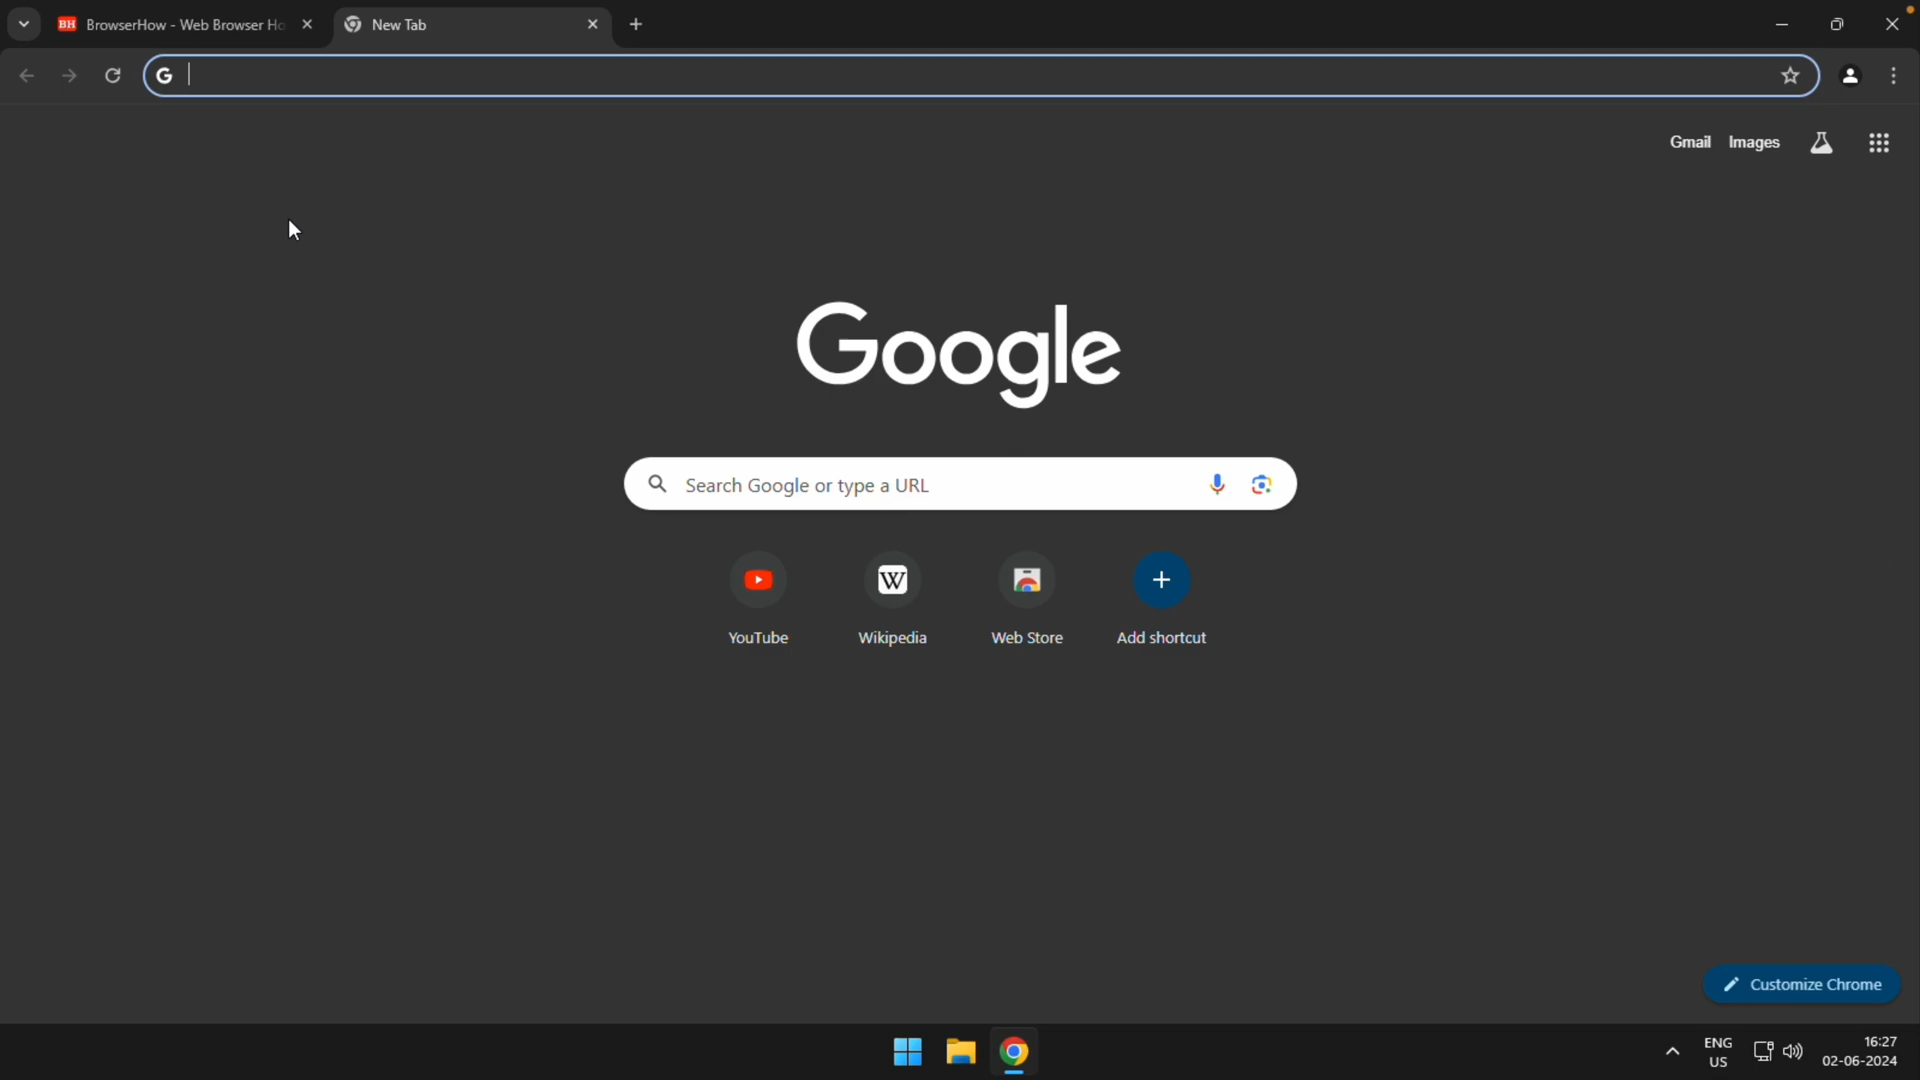 BH BrowserHow - Web Browser Ho
New Tab
Gmail Images
Google
Search Google or type a URL
W
YouTube Wikipedia Web Store Add shortcut
Customize Chrome
ENG
US
16:27
02-06-2024